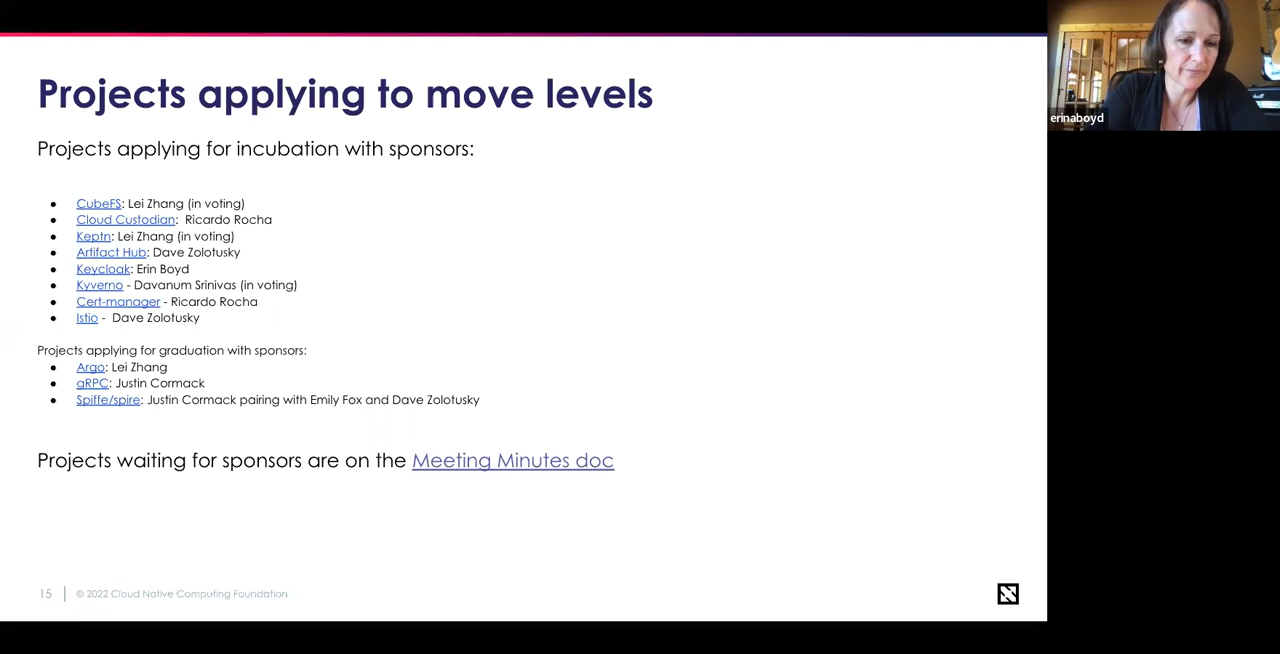 Projects applying to move levels
Projects applying for incubation with sponsors:
● CubeFS: Lei Zhang (in voting)
● Cloud Custodian: Ricardo Rocha
● Keptn: Lei Zhang (in voting)
● Artifact Hub: Dave Zolotusky
● Keycloak: Erin Boyd
● Kyverno - Davanum Srinivas (in voting)
● Cert-manager - Ricardo Rocha
● Istio - Dave Zolotusky
Projects applying for graduation with sponsors:
● Argo: Lei Zhang
● gRPC: Justin Cormack
● Spiffe/spire: Justin Cormack pairing with Emily Fox and Dave Zolotusky
Projects waiting for sponsors are on the Meeting Minutes doc
15 | © 2022 Cloud Native Computing Foundation
erinaboyd